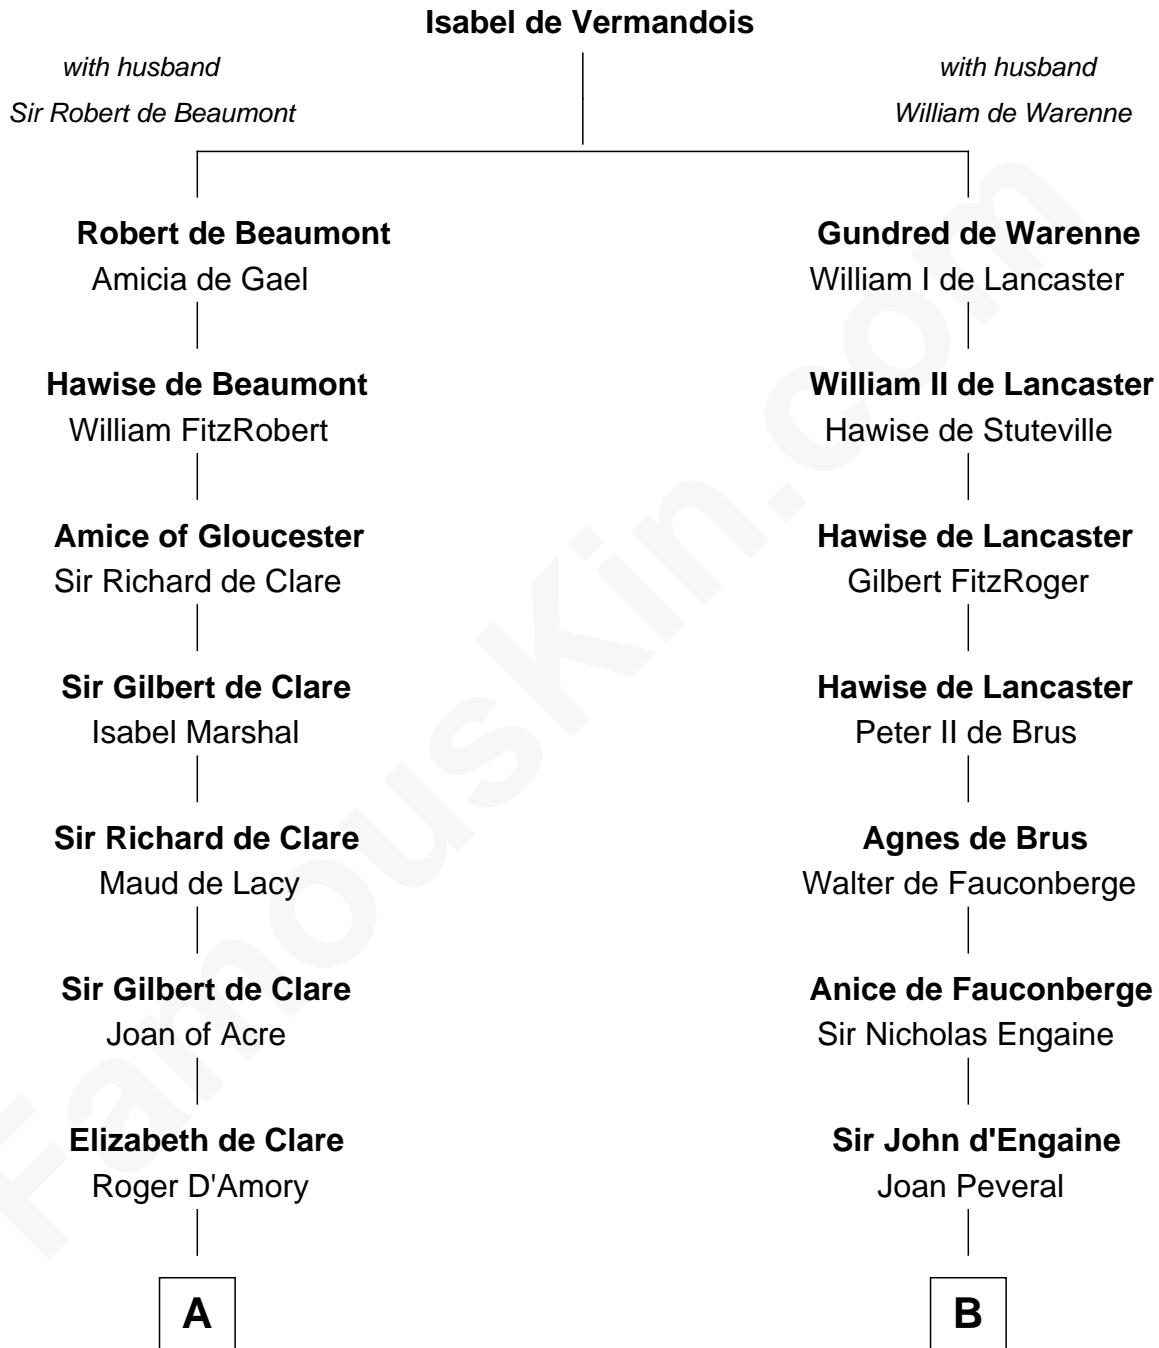 Isabel de Vermandois
with husband
Sir Robert de Beaumont
with husband
William de Warenne
Robert de Beaumont
Amicia de Gael
Gundred de Warenne
William I de Lancaster
Hawise de Beaumont
William FitzRobert
William II de Lancaster
Hawise de Stuteville
Amice of Gloucester
Sir Richard de Clare
Hawise de Lancaster
Gilbert FitzRoger
Sir Gilbert de Clare
Isabel Marshal
Hawise de Lancaster
Peter II de Brus
Sir Richard de Clare
Maud de Lacy
Agnes de Brus
Walter de Fauconberge
Sir Gilbert de Clare
Joan of Acre
Anice de Fauconberge
Sir Nicholas Engaine
Elizabeth de Clare
Roger D'Amory
Sir John d'Engaine
Joan Peveral
A
B
FamousKin.com